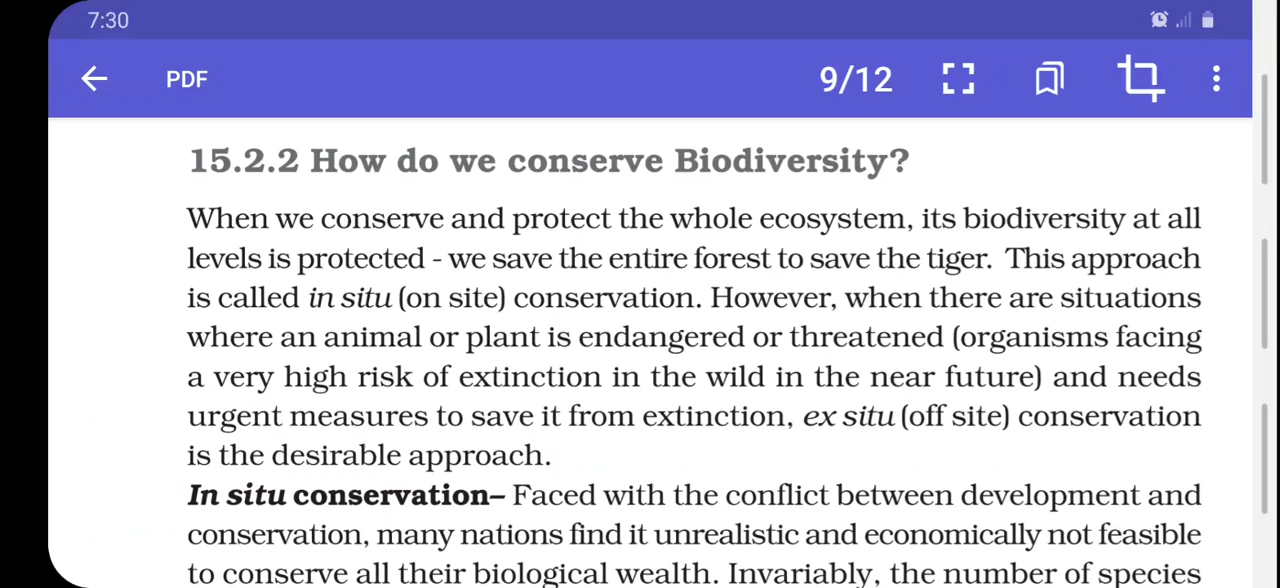 7:30
PDF
9/12
15.2.2 How do we conserve Biodiversity?
When we conserve and protect the whole ecosystem, its biodiversity at all
levels is protected - we save the entire forest to save the tiger. This approach
is called in situ (on site) conservation. However, when there are situations
where an animal or plant is endangered or threatened (organisms facing
a very high risk of extinction in the wild in the near future) and needs
urgent measures to save it from extinction, ex situ (off site) conservation
is the desirable approach.
In situ conservation– Faced with the conflict between development and
conservation, many nations find it unrealistic and economically not feasible
to conserve all their biological wealth. Invariably, the number of species